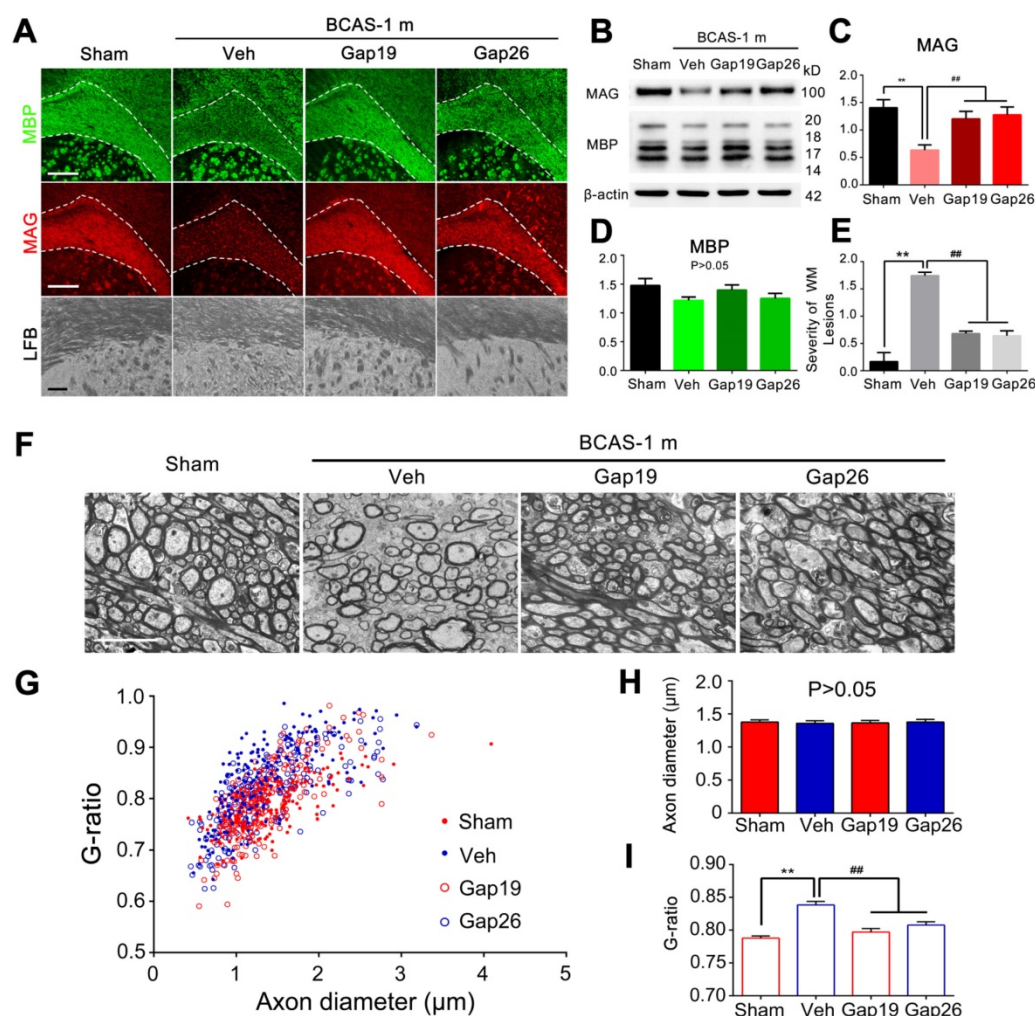 A
BCAS-1 m
Sham Veh Gap19 Gap26
MBP
MAG
LFB
B
BCAS-1 m
Sham Veh Gap19 Gap26 kD
MAG 100
MBP
20
18
17
14
β-actin 42
C
MAG
** ##
2.0
1.5
1.0
0.5
0.0
Sham Veh Gap19 Gap26
D
MBP
P>0.05
2.0
1.5
1.0
0.5
0.0
Sham Veh Gap19 Gap26
E
** ##
Severity of WM
Lesions
2.0
1.5
1.0
0.5
0.0
Sham Veh Gap19 Gap26
F
BCAS-1 m
Sham Veh Gap19 Gap26
G
G-ratio
1.0
0.9
0.8
0.7
0.6
0.5
0 1 2 3 4 5
Axon diameter (μm)
Sham
Veh
Gap19
Gap26
H
P>0.05
Axon diameter (μm)
2.0
1.5
1.0
0.5
0
Sham Veh Gap19 Gap26
I
** ##
G-ratio
0.90
0.85
0.80
0.75
0.70
Sham Veh Gap19 Gap26